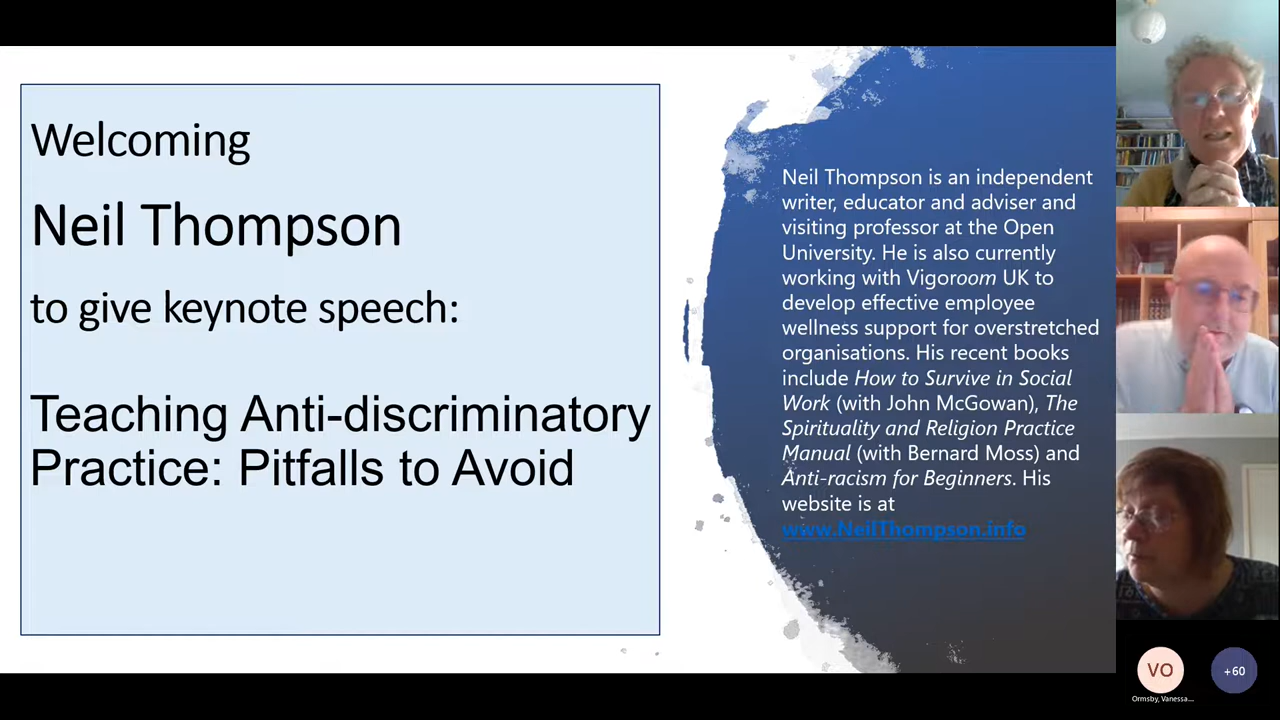 Welcoming
Neil Thompson
to give keynote speech:
Teaching Anti-discriminatory
Practice: Pitfalls to Avoid
Neil Thompson is an independent
writer, educator and adviser and
visiting professor at the Open
University. He is also currently
working with Vigoroom UK to
develop effective employee
wellness support for overstretched
organisations. His recent books
include How to Survive in Social
Work (with John McGowan), The
Spirituality and Religion Practice
Manual (with Bernard Moss) and
Anti-racism for Beginners. His
website is at
www.NeilThompson.info
VO
+60
Ormsby, Vanessa...